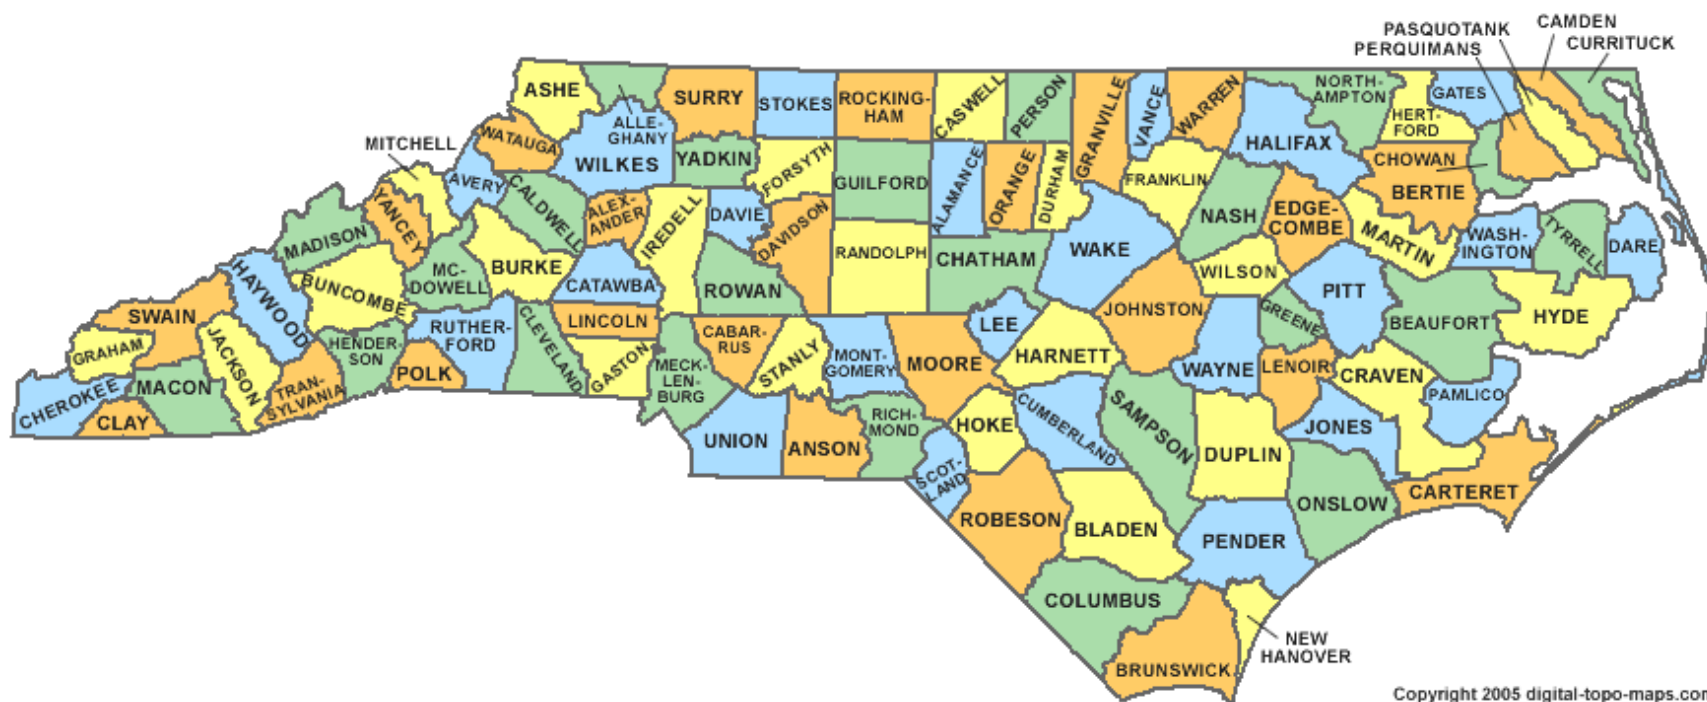 CAMDEN
PASQUOTANK
CURRITUCK
PERQUIMANS
ASHE
ALLE-
GHANY
SURRY
STOKES
ROCKING-
HAM
CASWELL
PERSON
GRANVILLE
VANCE
WARREN
NORTH-
AMPTON
HERT-
FORD
GATES
MITCHELL
WATAUGA
WILKES
YADKIN
FORSYTH
GUILFORD
ALAMANCE
ORANGE
DURHAM
FRANKLIN
HALIFAX
CHOWAN
BERTIE
AVERY
CALDWELL
ALEX-
ANDER
IREDELL
DAVIE
DAVIDSON
RANDOLPH
CHATHAM
WAKE
NASH
EDGE-
COMBE
MARTIN
WASH-
INGTON
TYRRELL
DARE
MADISON
YANCEY
MC-
DOWELL
BURKE
CATAWBA
ROWAN
WILSON
PITT
BEAUFORT
HYDE
HAYWOOD
BUNCOMBE
SWAIN
GRAHAM
JACKSON
HENDER-
SON
RUTHER-
FORD
CLEVELAND
LINCOLN
GASTON
CABAR-
RUS
STANLY
MONT-
GOMERY
MOORE
LEE
HARNETT
JOHNSTON
GREENE
WAYNE
LENOIR
CRAVEN
PAMLICO
CHEROKEE
CLAY
MACON
TRAN-
SYLVANIA
POLK
MECK-
LEN-
BURG
UNION
ANSON
RICH-
MOND
SCOT-
LAND
HOKE
CUMBERLAND
SAMPSON
DUPLIN
JONES
ONSLOW
CARTERET
ROBESON
BLADEN
PENDER
COLUMBUS
BRUNSWICK
NEW
HANOVER
Copyright 2005 digital-topo-maps.com